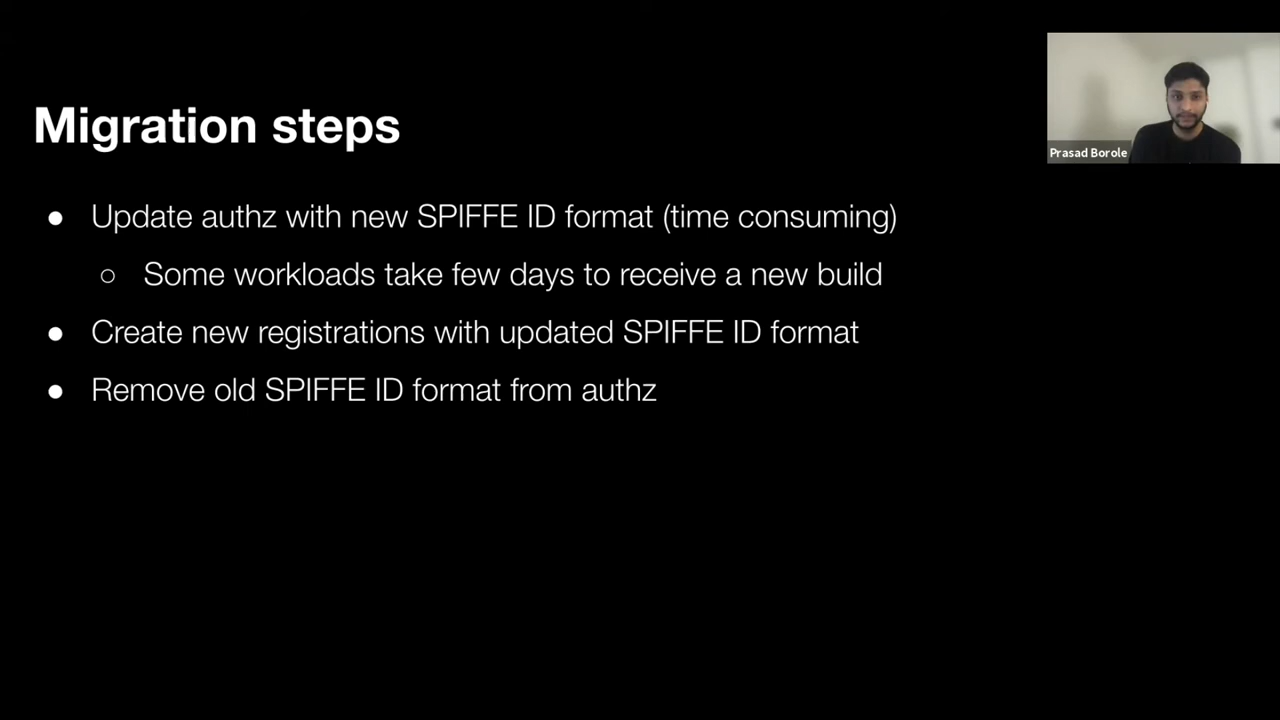 Migration steps
Prasad Borole
● Update authz with new SPIFFE ID format (time consuming)
○ Some workloads take few days to receive a new build
● Create new registrations with updated SPIFFE ID format
● Remove old SPIFFE ID format from authz